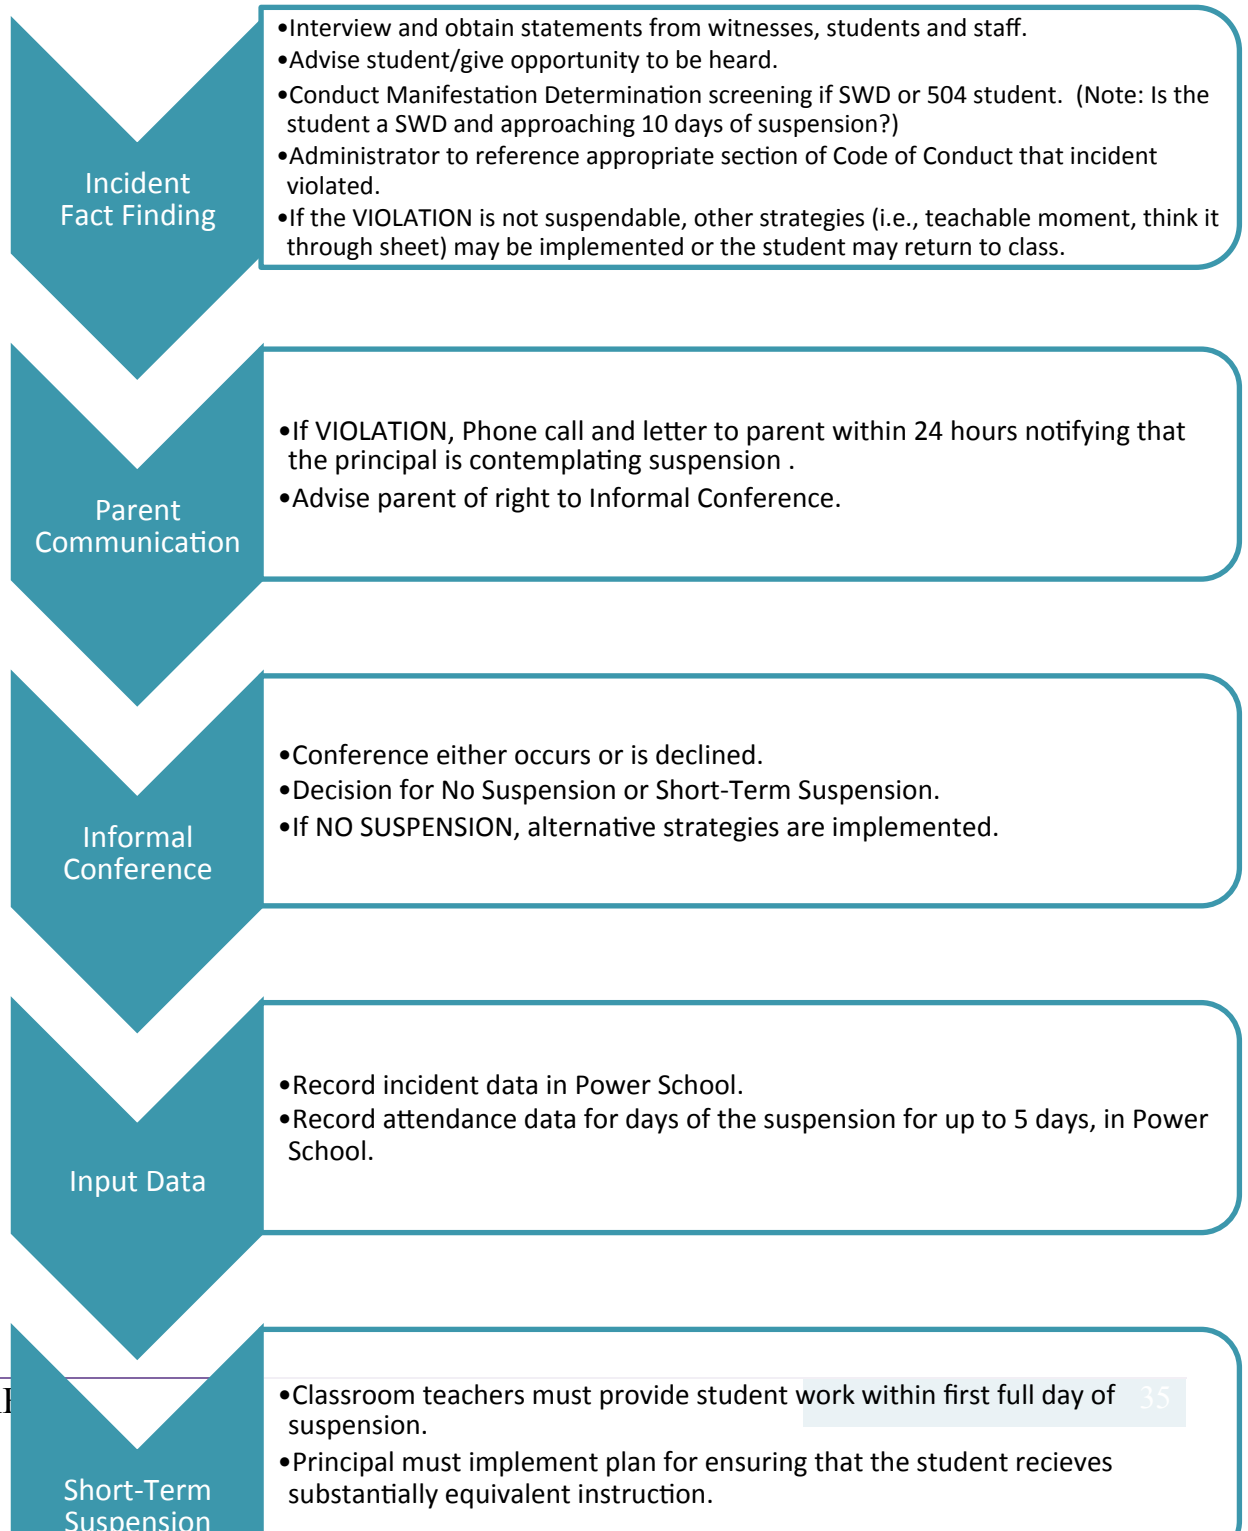 •Interview and obtain statements from witnesses, students and staff.
•Advise student/give opportunity to be heard.
•Conduct Manifestation Determination screening if SWD or 504 student.  (Note: Is the
student a SWD and approaching 10 days of suspension?)
•Administrator to reference appropriate section of Code of Conduct that incident
violated.
•If the VIOLATION is not suspendable, other strategies (i.e., teachable moment, think it
through sheet) may be implemented or the student may return to class.
Incident
Fact Finding
•If VIOLATION, Phone call and letter to parent within 24 hours notifying that
the principal is contemplating suspension .
•Advise parent of right to Informal Conference.
Parent
Communication
•Conference either occurs or is declined.
•Decision for No Suspension or Short-Term Suspension.
•If NO SUSPENSION, alternative strategies are implemented.
Informal
Conference
•Record incident data in Power School.
•Record attendance data for days of the suspension for up to 5 days, in Power
School.
Input Data
•Classroom teachers must provide student work within first full day of
suspension.
35
•Principal must implement plan for ensuring that the student recieves
substantially equivalent instruction.
Short-Term
Suspension